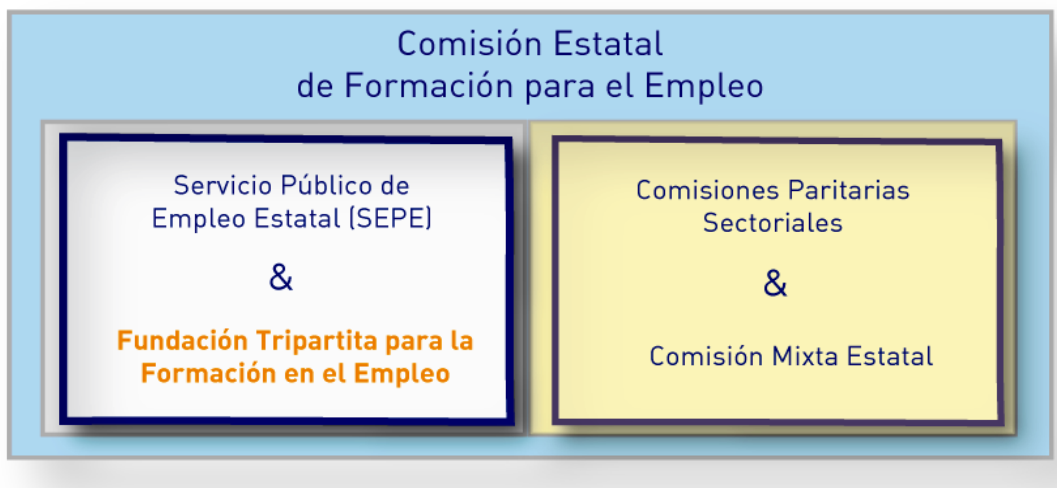 Comisión Estatal
de Formación para el Empleo
Servicio Público de
Empleo Estatal (SEPE)
&
Fundación Tripartita para la
Formación en el Empleo
Comisiones Paritarias
Sectoriales
&
Comisión Mixta Estatal